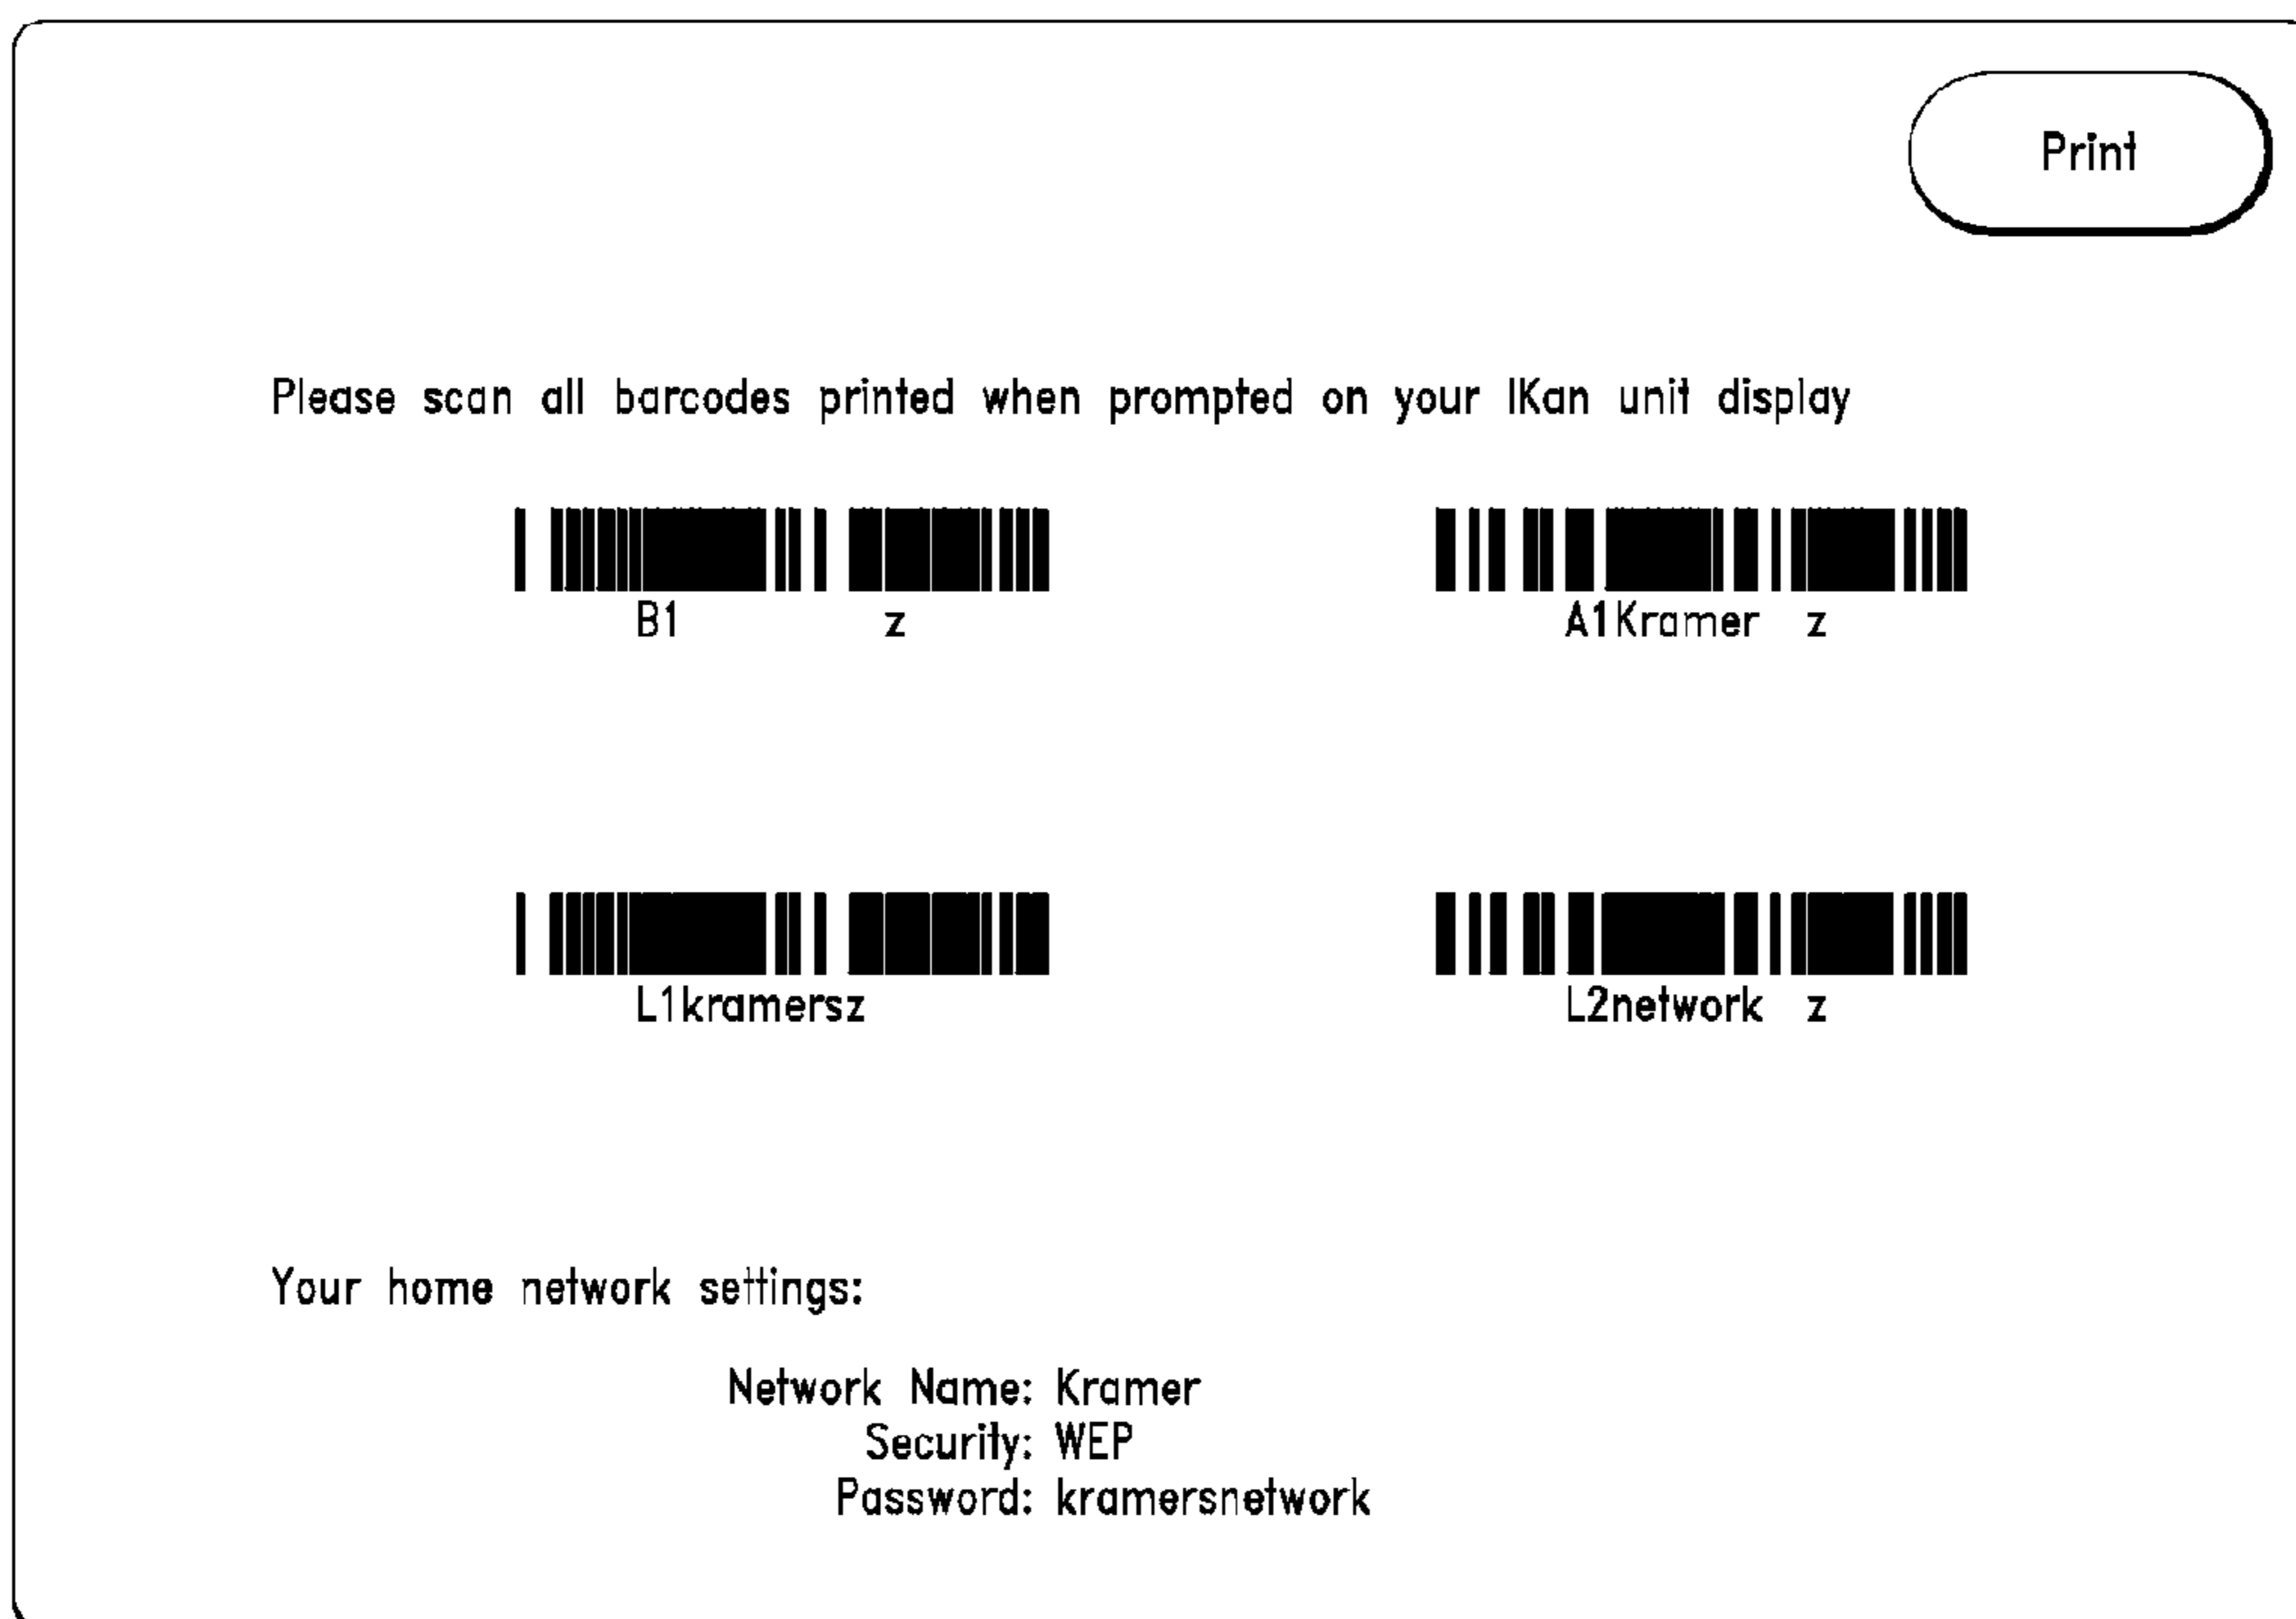 Print
Please scan all barcodes printed when prompted on your IKan unit display
B1 z
A1Kramer z
L1kramersz
L2network z
Your home network settings:
Network Name: Kramer
Security: WEP
Password: kramersnetwork